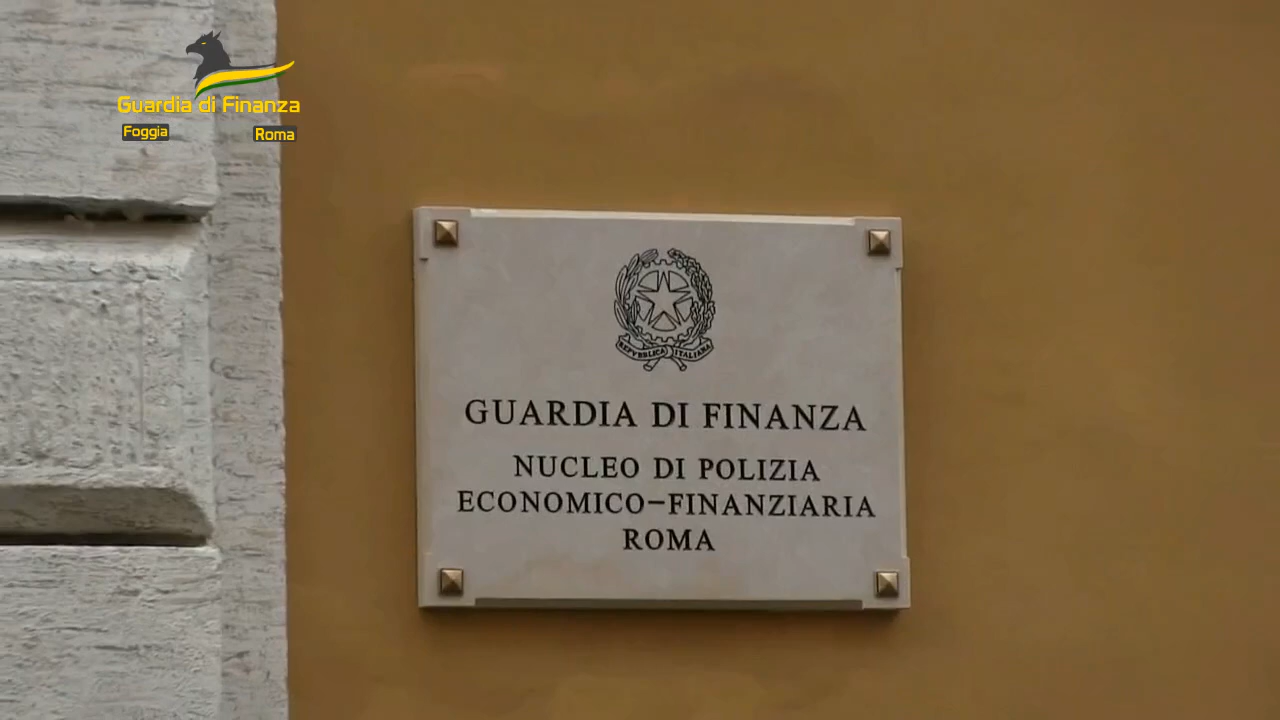 Guardia di Finanza
Foggia Roma
REPVBBLICA ITALIANA
GUARDIA DI FINANZA
NUCLEO DI POLIZIA
ECONOMICO-FINANZIARIA
ROMA